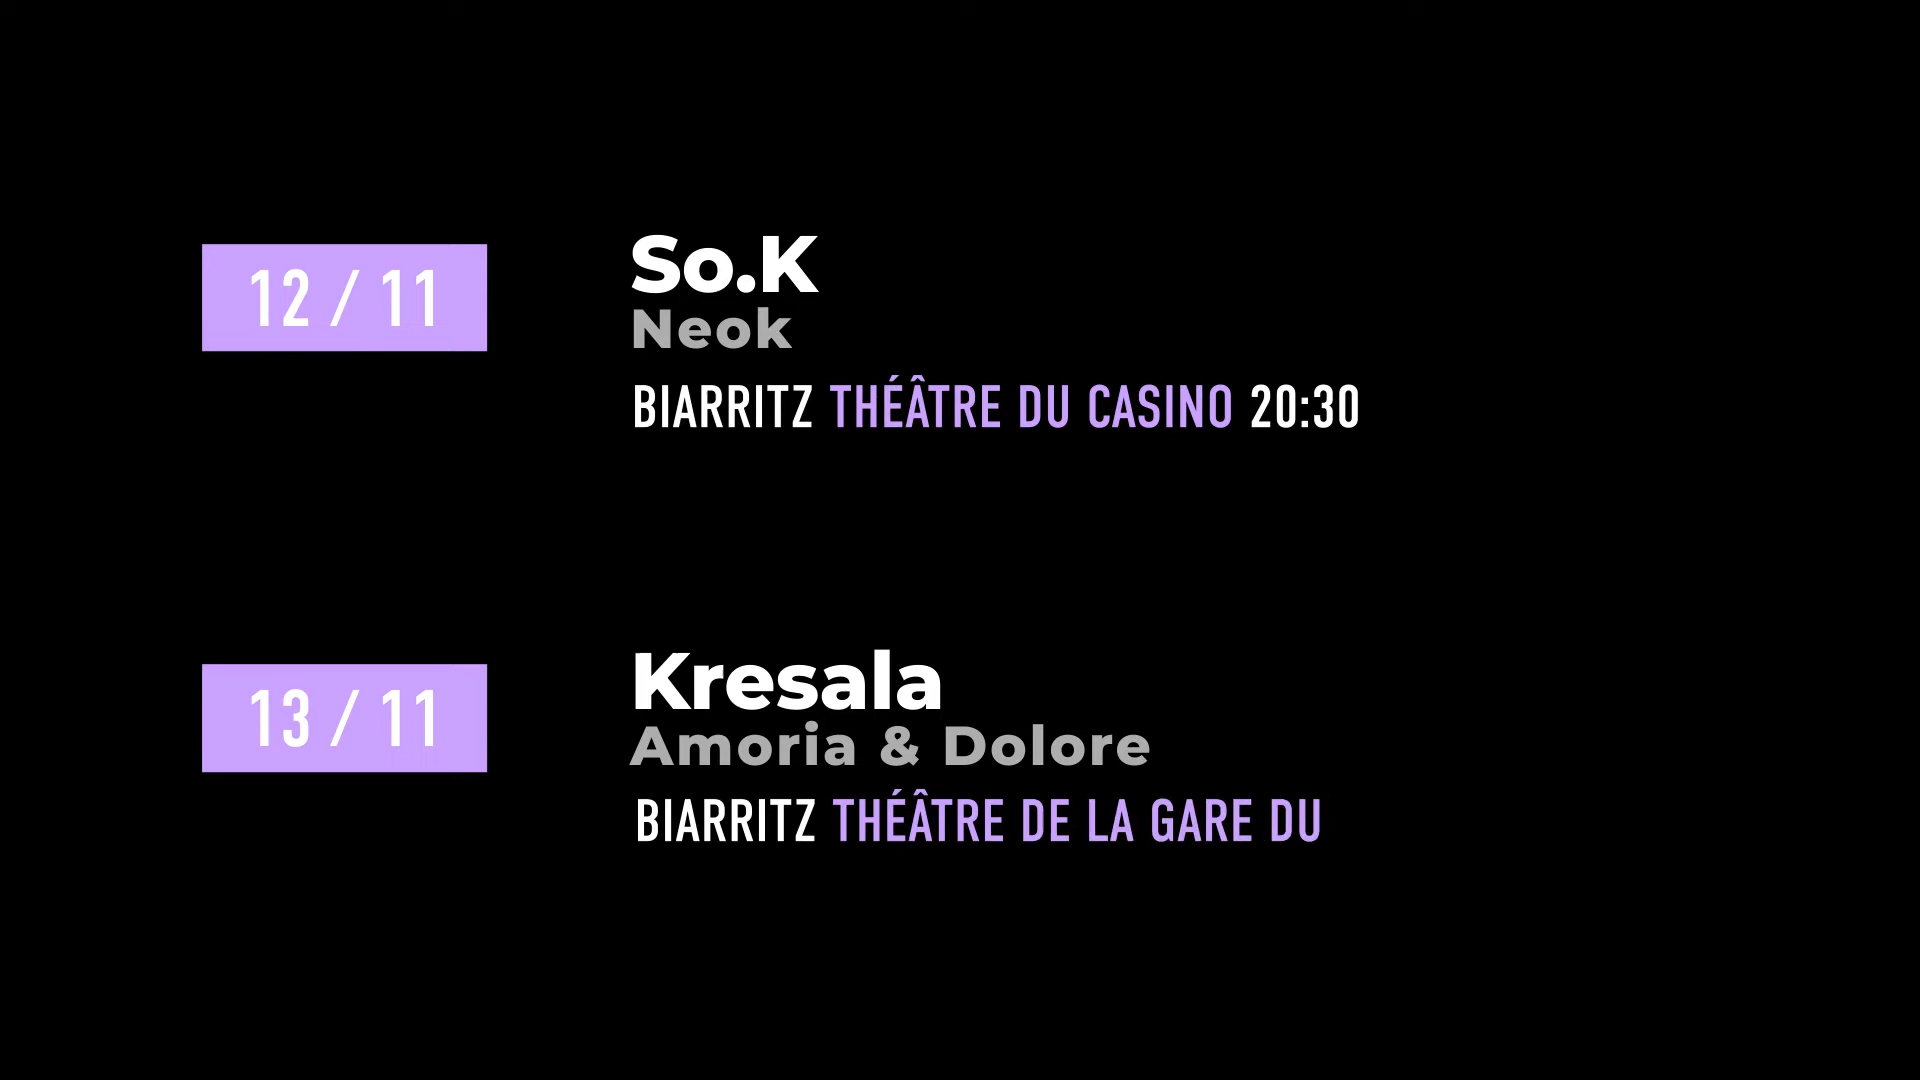 12 / 11
So.K
Neok
BIARRITZ THÉÂTRE DU CASINO 20:30
13 / 11
Kresala
Amoria & Dolore
BIARRITZ THÉÂTRE DE LA GARE DU